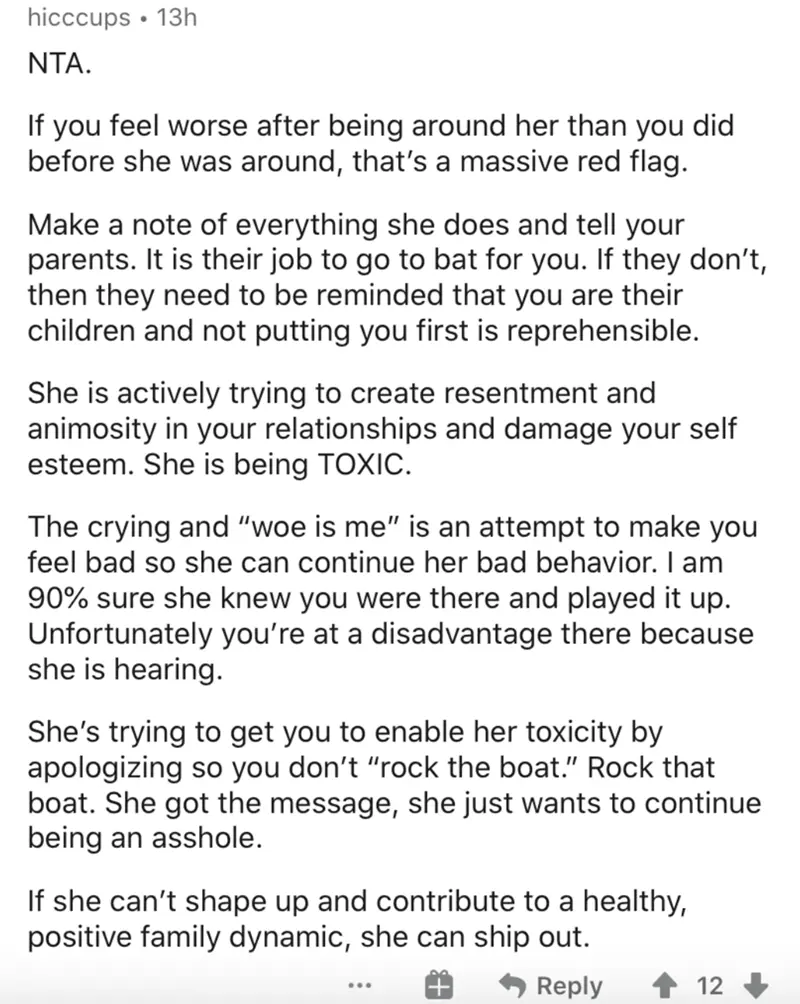 hicccups • 13h
NTA.
If you feel worse after being around her than you did
before she was around, that’s a massive red flag.
Make a note of everything she does and tell your
parents. It is their job to go to bat for you. If they don’t,
then they need to be reminded that you are their
children and not putting you first is reprehensible.
She is actively trying to create resentment and
animosity in your relationships and damage your self
esteem. She is being TOXIC.
The crying and “woe is me” is an attempt to make you
feel bad so she can continue her bad behavior. I am
90% sure she knew you were there and played it up.
Unfortunately you’re at a disadvantage there because
she is hearing.
She’s trying to get you to enable her toxicity by
apologizing so you don’t “rock the boat.” Rock that
boat. She got the message, she just wants to continue
being an asshole.
If she can’t shape up and contribute to a healthy,
positive family dynamic, she can ship out.
... Reply 12